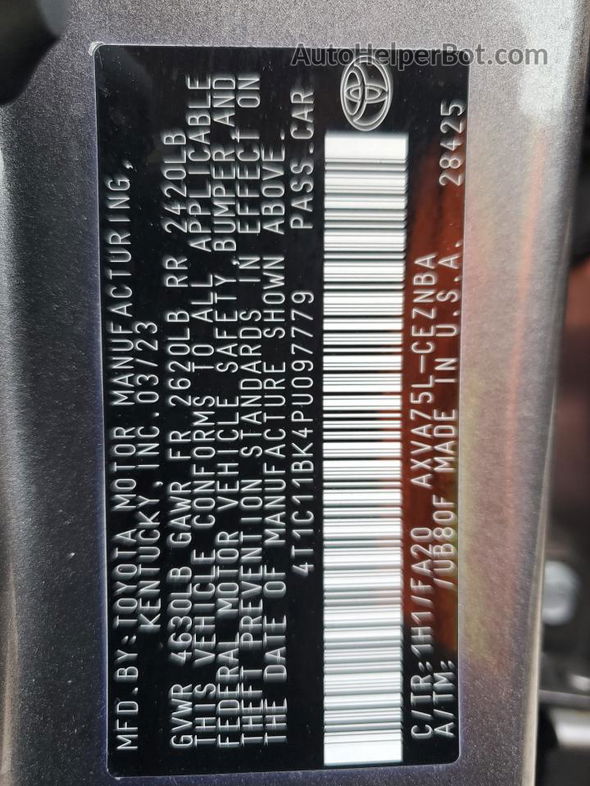 AutoHelperBot.com
MFD.BY:TOYOTA MOTOR MANUFACTURING,
KENTUCKY, INC.03/23
GVWR 4630LB GAWR FR 2620LB RR 2420LB
THIS VEHICLE CONFORMS TO ALL APPLICABLE
FEDERAL MOTOR VEHICLE SAFETY, BUMPER, AND
THEFT PREVENTION STANDARDS IN EFFECT ON
THE DATE OF MANUFACTURE SHOWN ABOVE.
4T1C11BK4PU097779 PASS.CAR
C/TR:1H1/FA20 AXVA75L-CEZNBA
A/TM: /UB80F MADE IN U.S.A. 28425